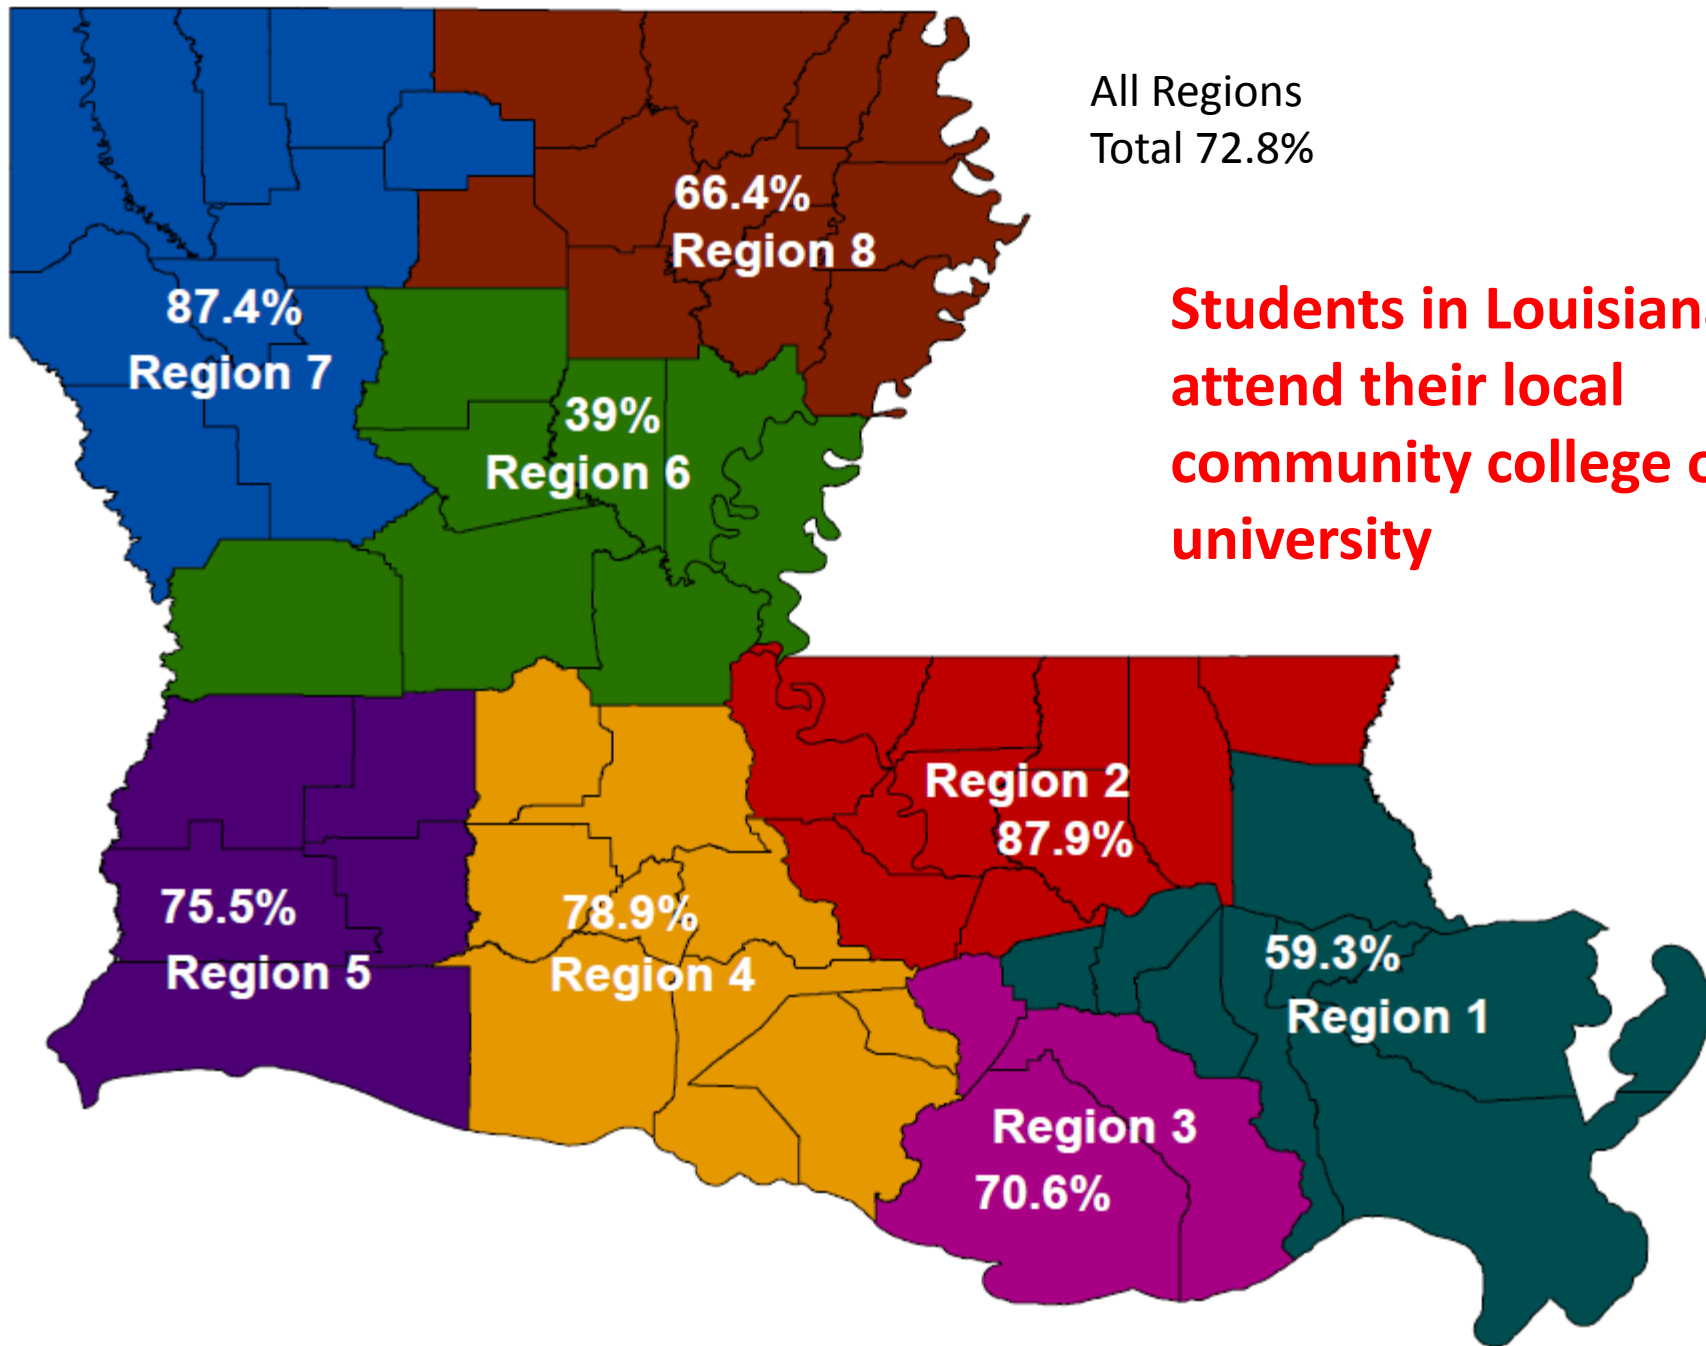 All Regions
Total 72.8%
66.4%
Region 8
87.4%
Region 7
Students in Louisian
attend their local
community college o
university
39%
Region 6
Region 2
87.9%
75.5%
Region 5
78.9%
Region 4
59.3%
Region 1
Region 3
70.6%